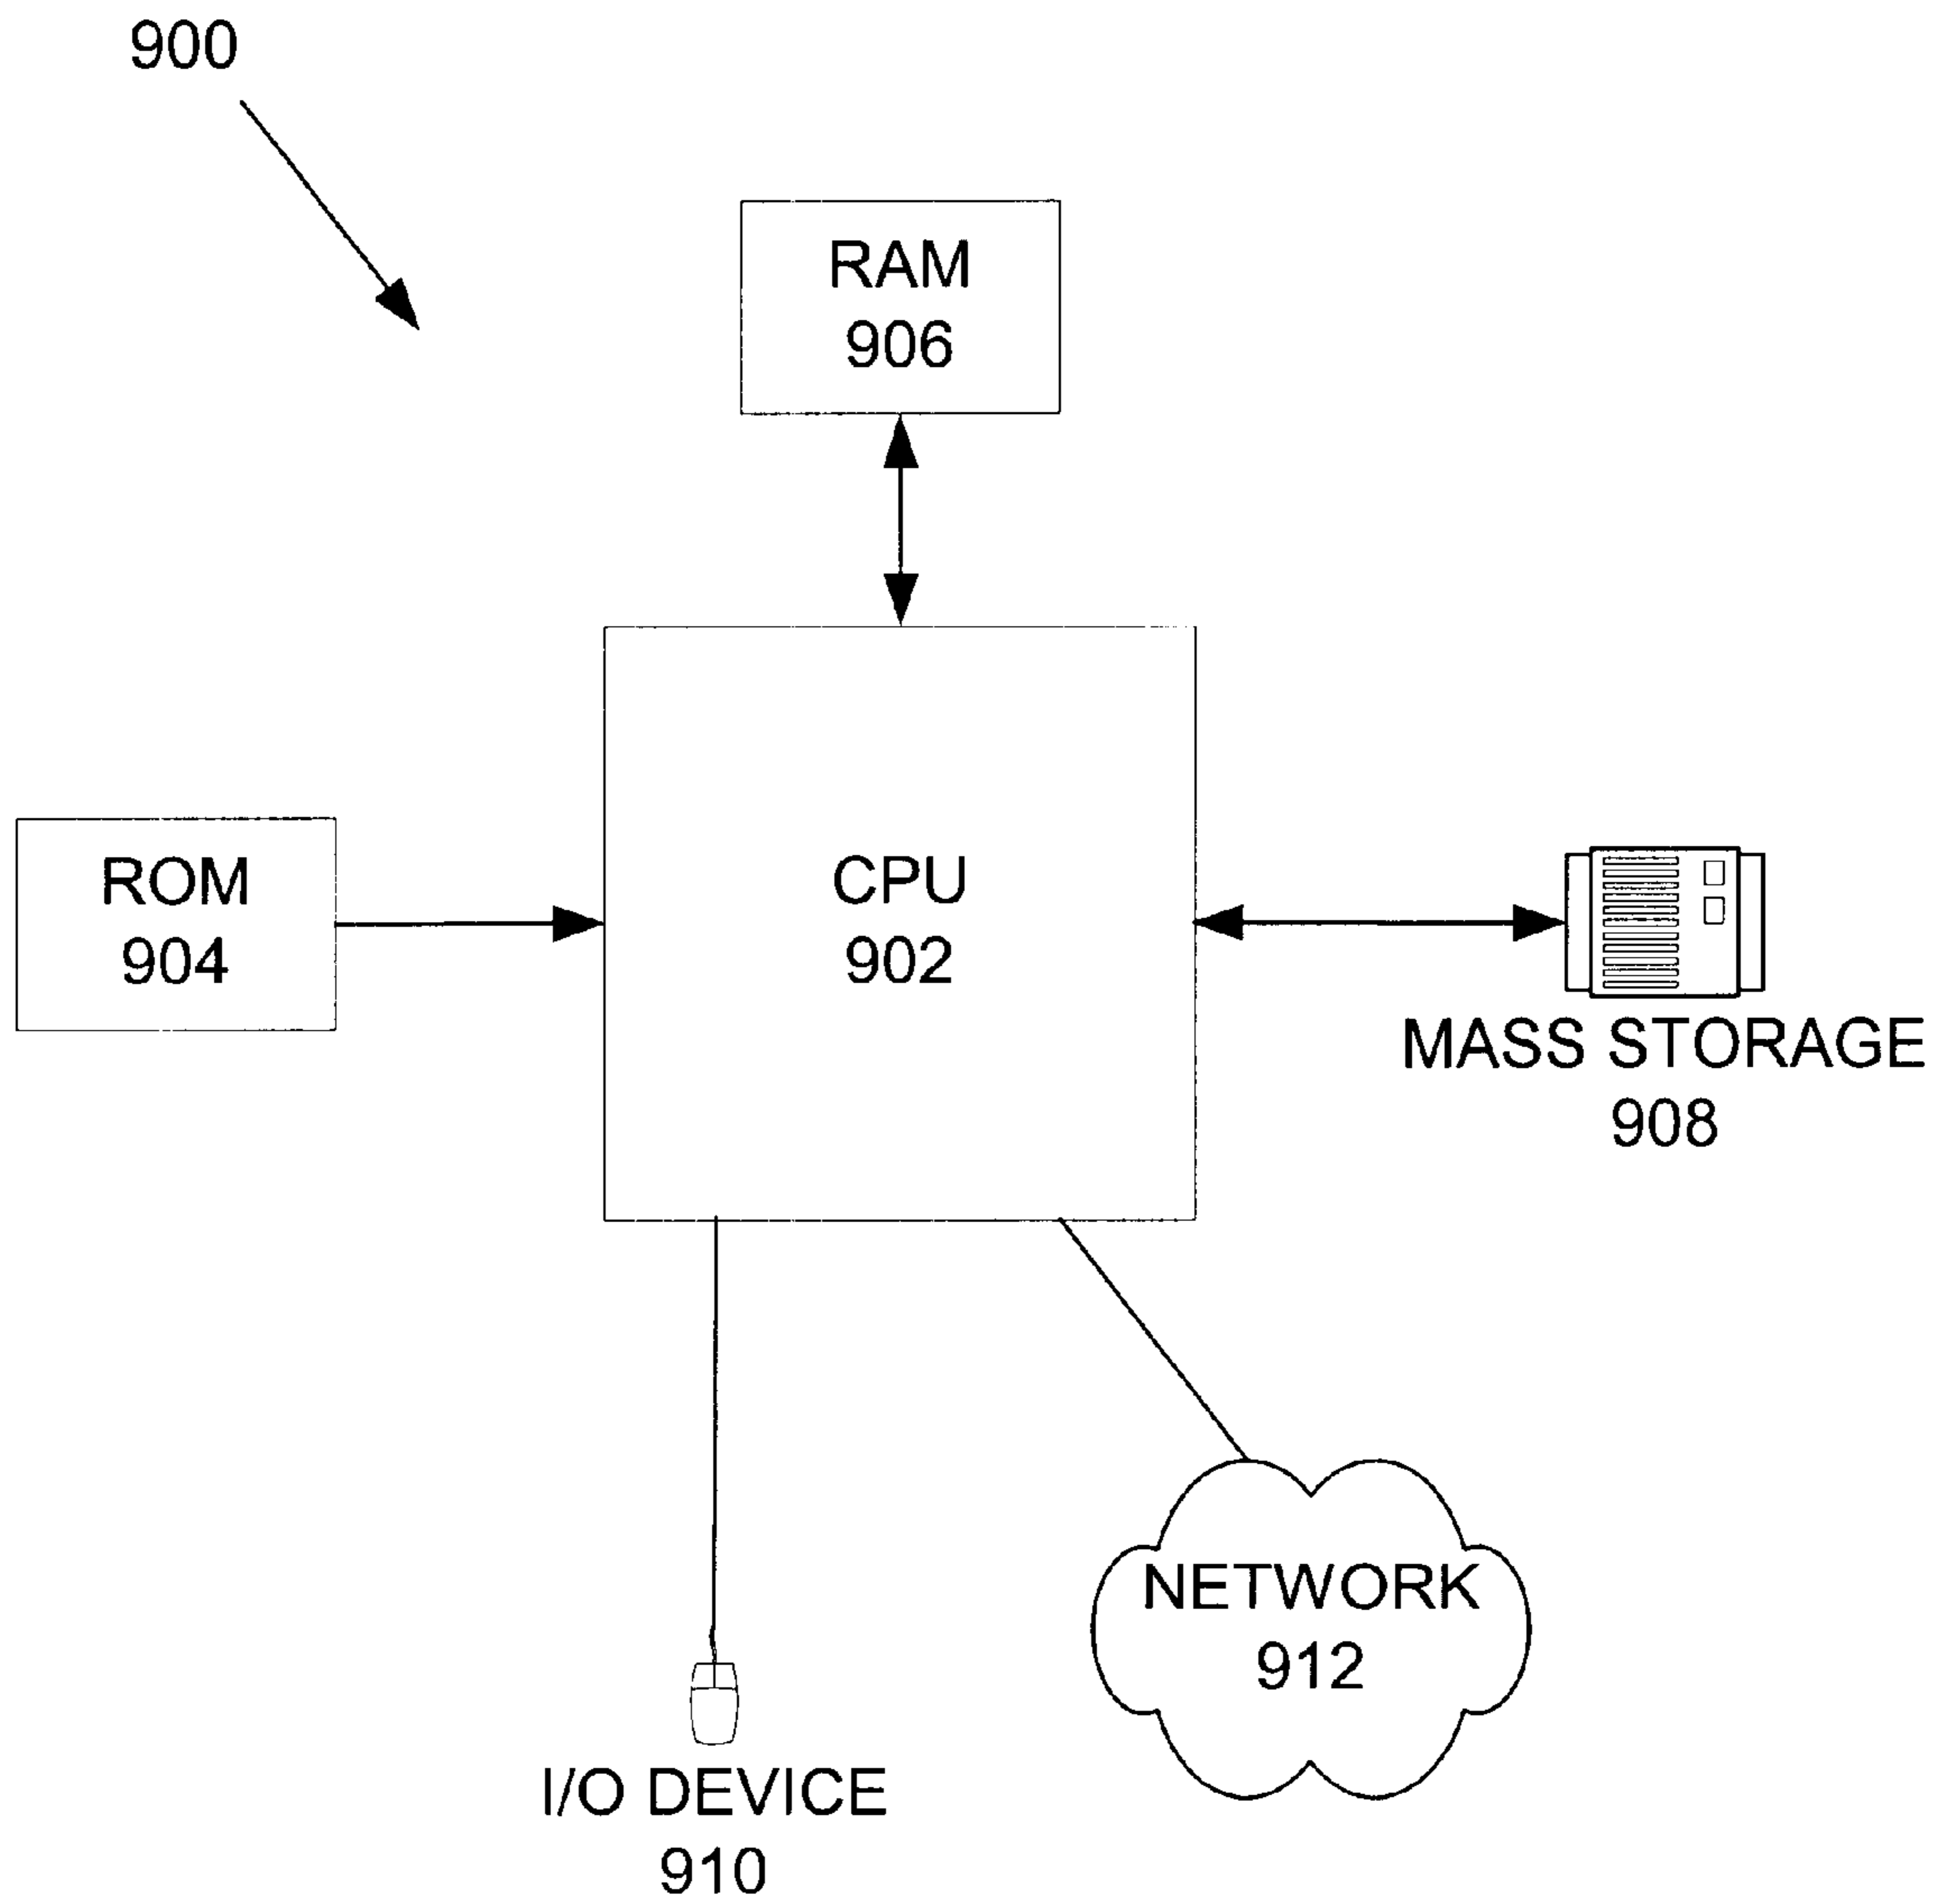 900
RAM
906
ROM
904
CPU
902
MASS STORAGE
908
NETWORK
912
I/O DEVICE
910